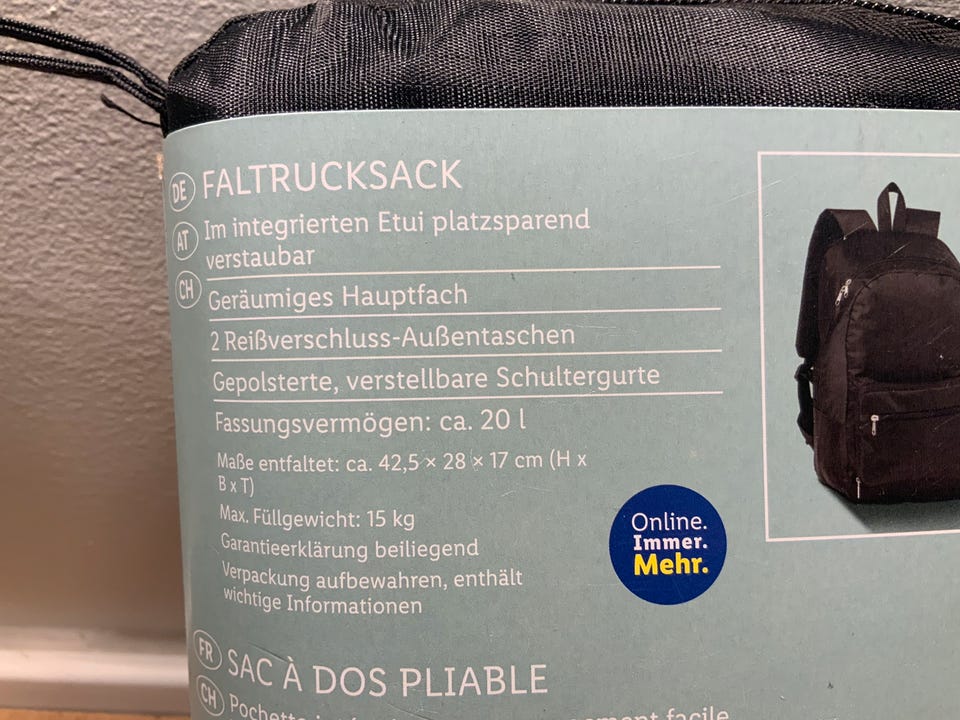 DE FALTRUCKSACK
AT Im integrierten Etui platzsparend
verstaubar
CH Geräumiges Hauptfach
2 Reißverschluss-Außentaschen
Gepolsterte, verstellbare Schultergurte
Fassungsvermögen: ca. 20 l
Maße entfaltet: ca. 42,5 × 28 × 17 cm (H x
B x T)
Max. Füllgewicht: 15 kg
Garantieerklärung beiliegend
Verpackung aufbewahren, enthält
wichtige Informationen
Online.
Immer.
Mehr.
FR SAC À DOS PLIABLE
CH Pochette facile